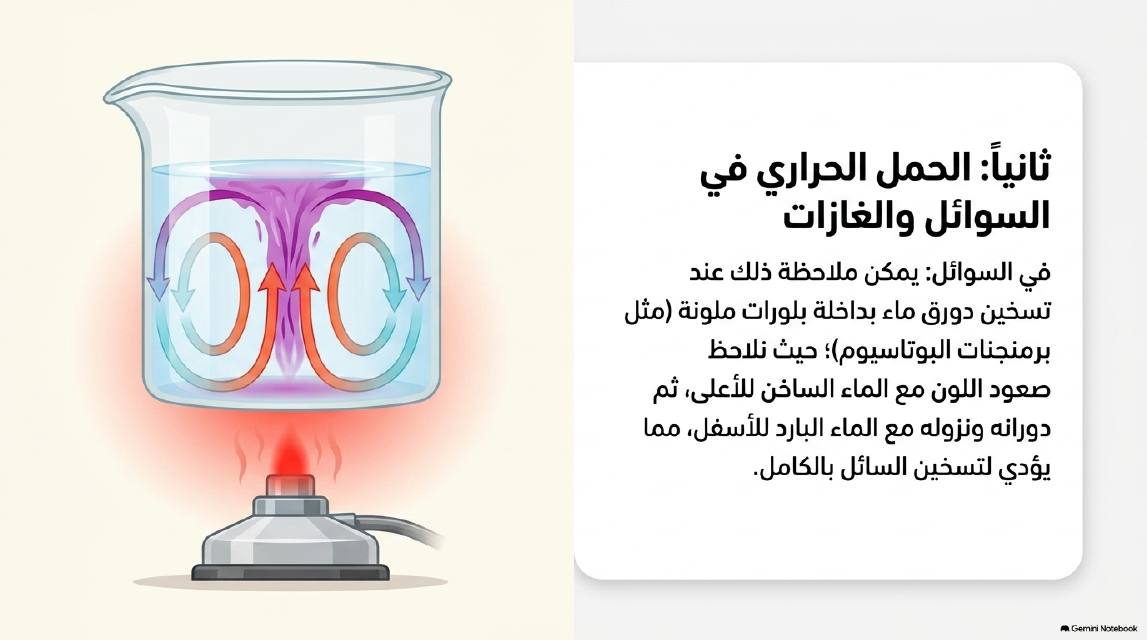 ثانياً: الحمل الحراري في
السوائل والغازات
في السوائل: يمكن ملاحظة ذلك عند
تسخين دورق ماء بداخلة بلورات ملونة (مثل
برمنجنات البوتاسيوم)؛ حيث نلاحظ
صعود اللون مع الماء الساخن للأعلى، ثم
دورانه ونزوله مع الماء البارد للأسفل، مما
يؤدي لتسخين السائل بالكامل.
Gemini Notebook